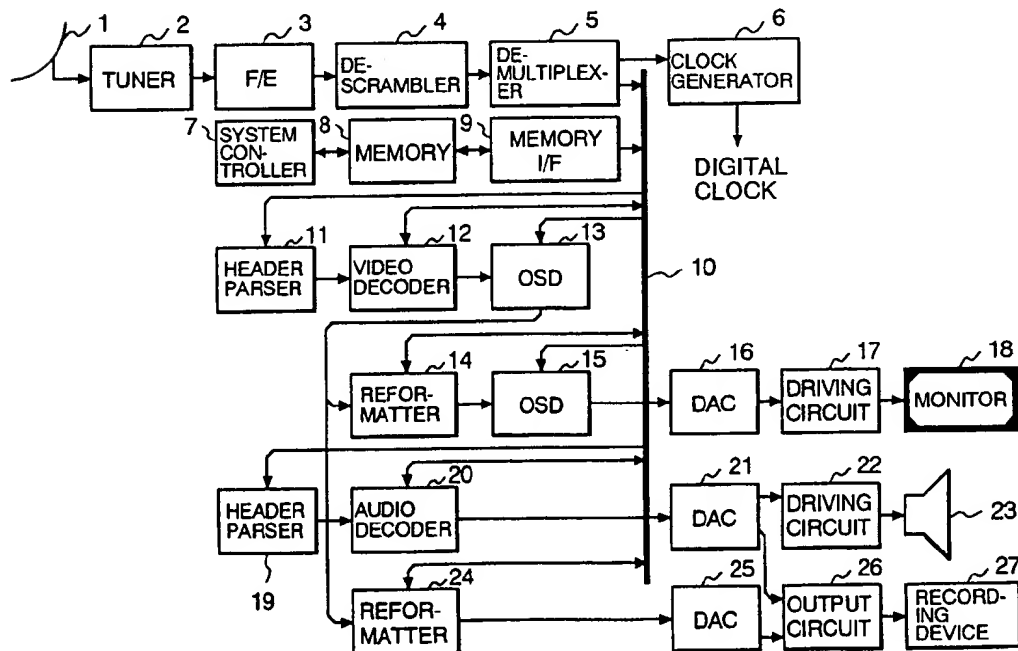 1
2
3
4
5
6
TUNER
F/E
DE-
SCRAMBLER
DE-
MULTIPLEX-
ER
CLOCK
GENERATOR
7
8
9
SYSTEM
CON-
TROLLER
MEMORY
MEMORY
I/F
DIGITAL
CLOCK
11
12
13
10
HEADER
PARSER
VIDEO
DECODER
OSD
14
15
16
17
18
REFOR-
MATTER
OSD
DAC
DRIVING
CIRCUIT
MONITOR
20
21
22
23
HEADER
PARSER
AUDIO
DECODER
DAC
DRIVING
CIRCUIT
19
24
25
26
27
REFOR-
MATTER
DAC
OUTPUT
CIRCUIT
RECORD-
ING
DEVICE